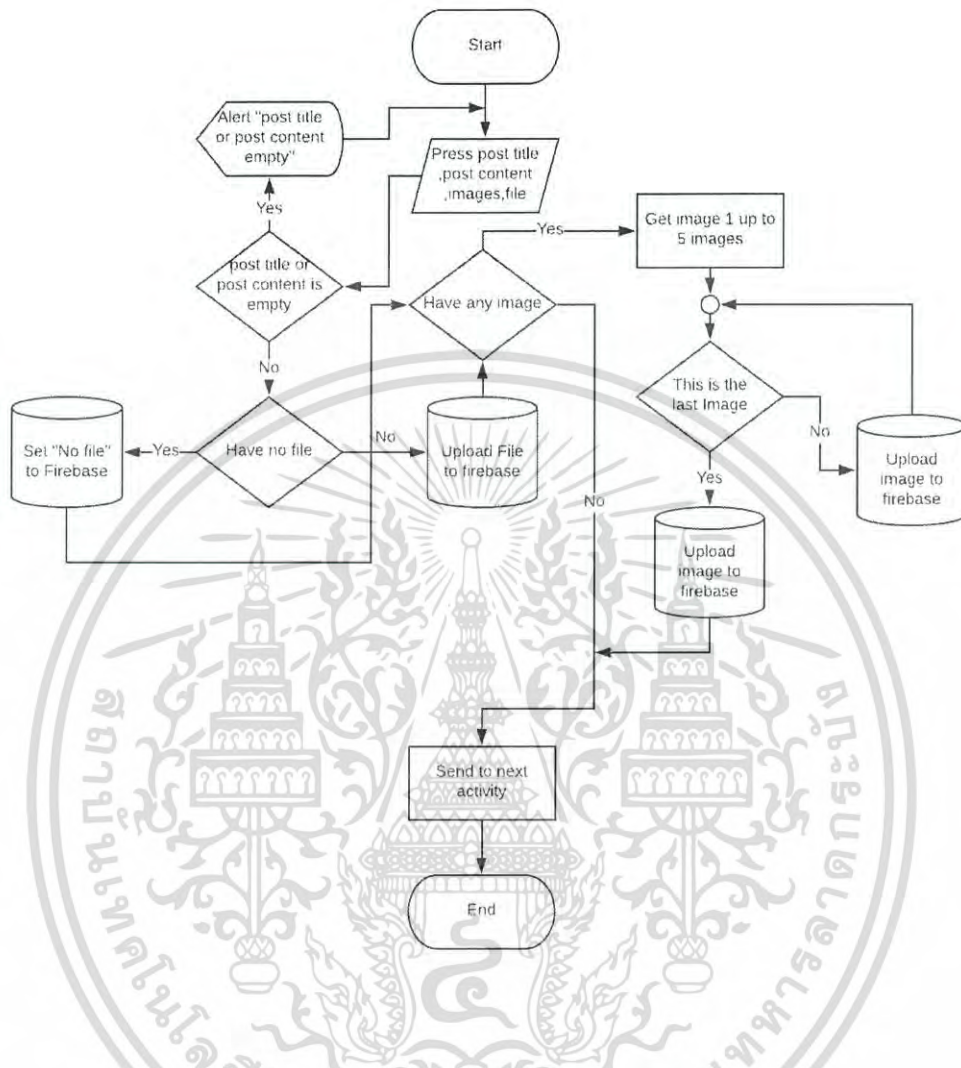 Start
Alert "post title
or post content
empty"
Press post title
,post content
,images,file
Yes
Yes
Get image 1 up to
5 images
post title or
post content is
empty
Have any image
No
This is the
last Image
Set "No file"
to Firebase
Yes
Have no file
No
Upload File
to firebase
No
Upload
image to
firebase
Yes
No
Upload
image to
firebase
Send to next
activity
End